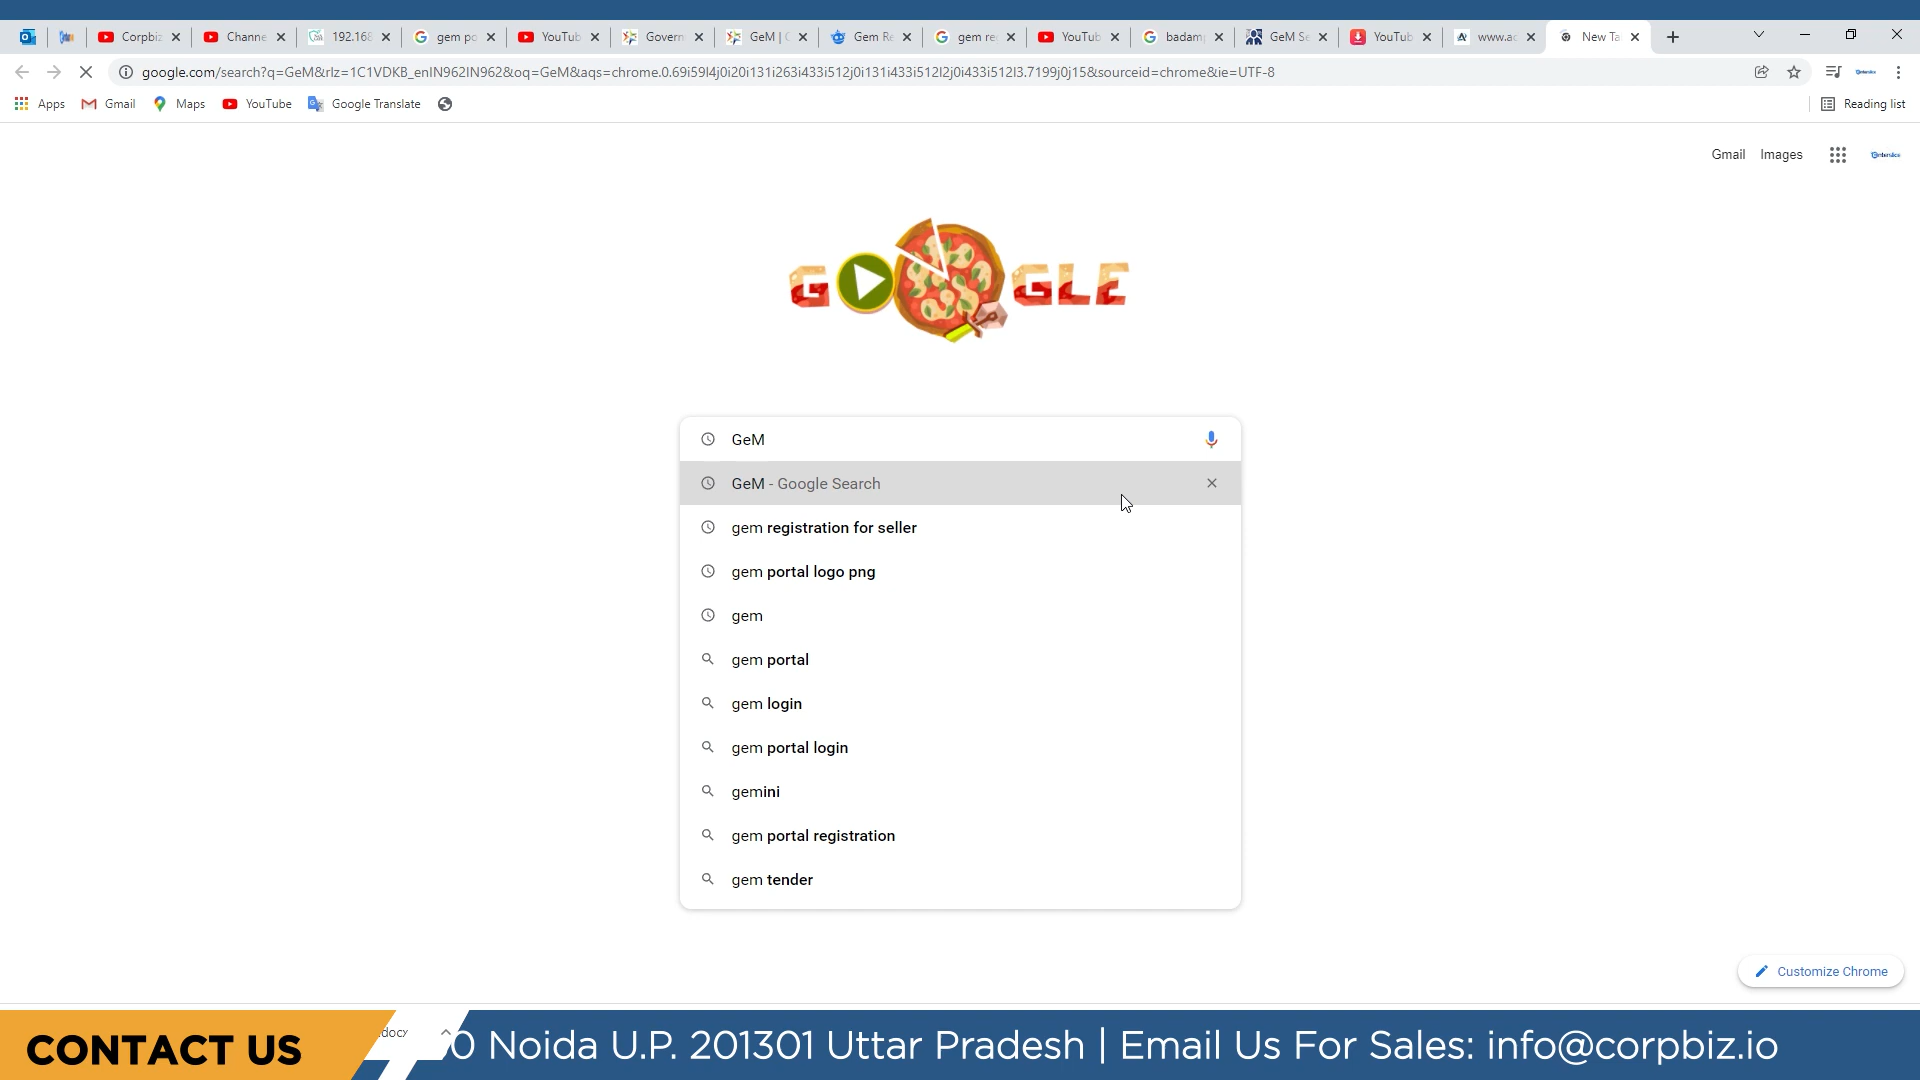 Corpbiz
Channe
192.168
gem po
YouTub
Govern
GeM | G
Gem Re
gem re
YouTub
badam
GeM Se
YouTub
www.ac
New Ta
google.com/search?q=GeM&rlz=1C1VDKB_enIN962IN962&oq=GeM&aqs=chrome.0.69i59l4j0i20i131i263i433i512j0i131i433i512l2j0i433i512l3.7199j0j15&sourceid=chrome&ie=UTF-8
Apps
Gmail
Maps
YouTube
Google Translate
Reading list
Gmail Images
GOOGLE
GeM
GeM - Google Search
gem registration for seller
gem portal logo png
gem
gem portal
gem login
gem portal login
gemini
gem portal registration
gem tender
Customize Chrome
.docx
CONTACT US
0 Noida U.P. 201301 Uttar Pradesh | Email Us For Sales: info@corpbiz.io